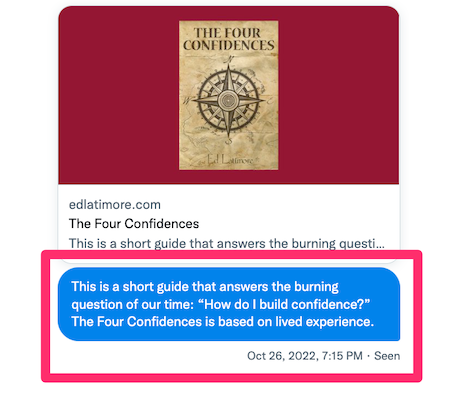 THE FOUR
CONFIDENCES
Ed Latimore
edlatimore.com
The Four Confidences
This is a short guide that answers the burning questi...
This is a short guide that answers the burning
question of our time: “How do I build confidence?”
The Four Confidences is based on lived experience.
Oct 26, 2022, 7:15 PM · Seen